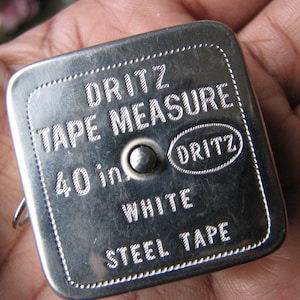 DRITZ
TAPE MEASURE
40 in. DRITZ
WHITE
STEEL TAPE